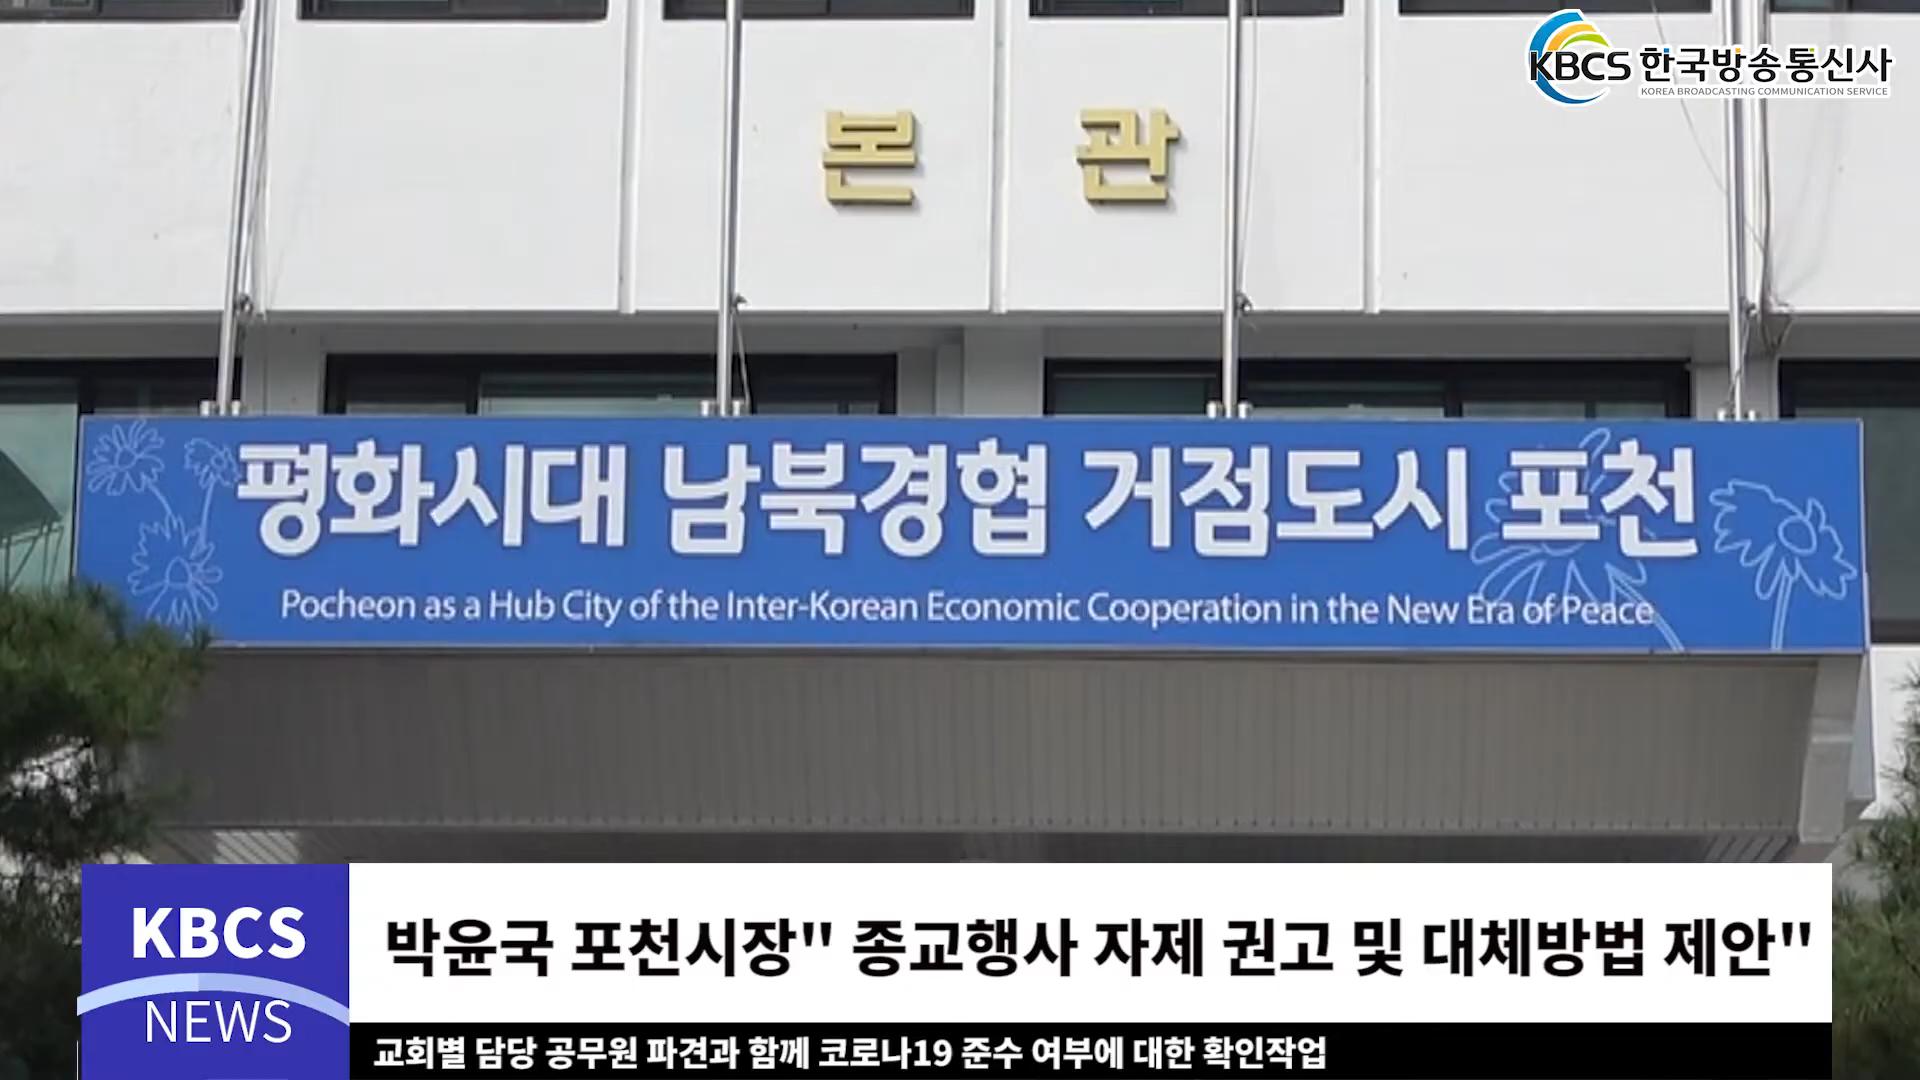 KBCS 한국방송통신사
KOREA BROADCASTING COMMUNICATION SERVICE
본 관
평화시대 남북경협 거점도시 포천
Pocheon as a Hub City of the Inter-Korean Economic Cooperation in the New Era of Peace
KBCS
NEWS
박윤국 포천시장" 종교행사 자제 권고 및 대체방법 제안"
교회별 담당 공무원 파견과 함께 코로나19 준수 여부에 대한 확인작업